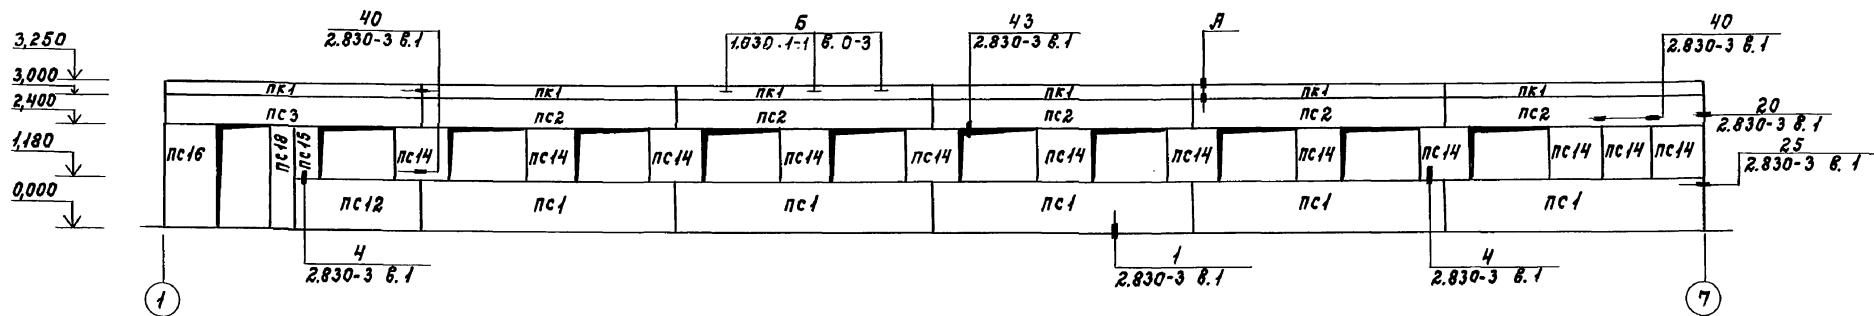 40
2.830-3 в.1
Б
1.030.1-1 в. 0-3
43
2.830-3 в.1
А
40
2.830-3 в.1
3,250
3,000
2,400
1,180
0,000
пк1 пк1 пк1 пк1 пк1 пк1
пс3 пс2 пс2 пс2 пс2 пс2
20
2.830-3 в.1
25
2.830-3 в.1
пс16 пс18 пс15 пс14 пс14 пс14 пс14 пс14 пс14 пс14 пс14 пс14 пс14 пс14 пс14
пс12 пс1 пс1 пс1 пс1 пс1
4
2.830-3 в.1
1
2.830-3 в.1
4
2.830-3 в.1
1
7